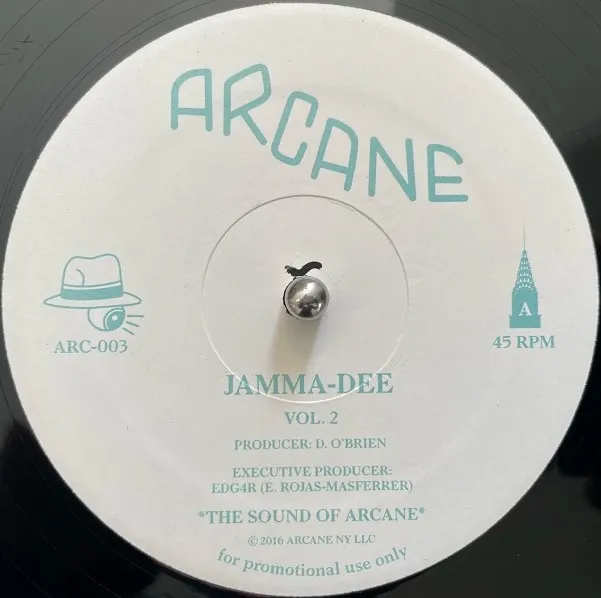 ARCANE
ARC-003
A
45 RPM
JAMMA-DEE
VOL. 2
PRODUCER: D. O'BRIEN
EXECUTIVE PRODUCER:
EDG4R (E. ROJAS-MASFERRER)
*THE SOUND OF ARCANE*
© 2016 ARCANE NY LLC
for promotional use only